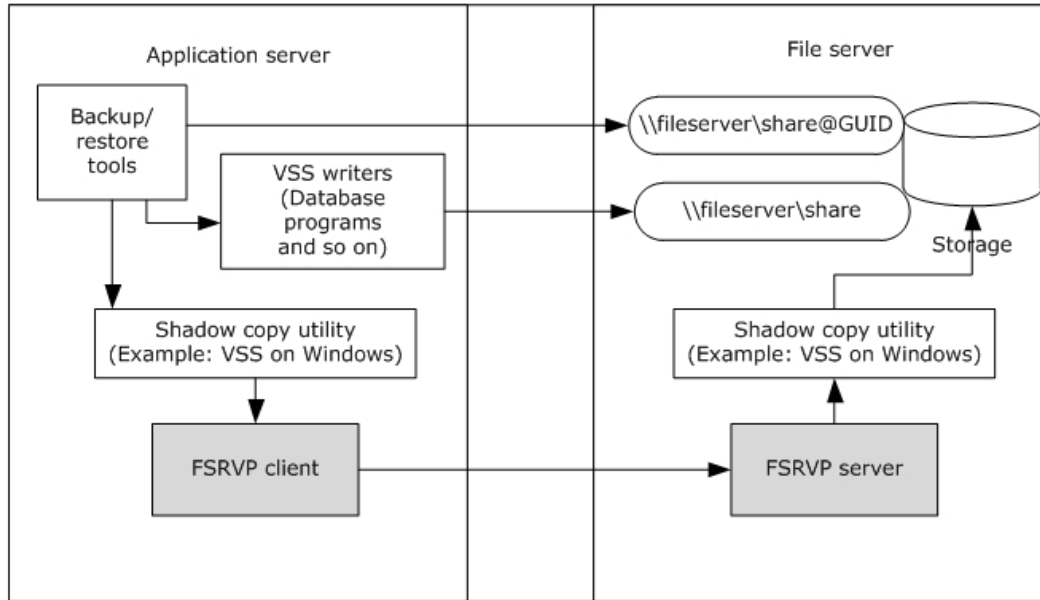 Application server
File server
Backup/
restore
tools
\\fileserver\share@GUID
VSS writers
(Database
programs
and so on)
\\fileserver\share
Storage
Shadow copy utility
(Example: VSS on Windows)
Shadow copy utility
(Example: VSS on Windows)
FSRVP client
FSRVP server